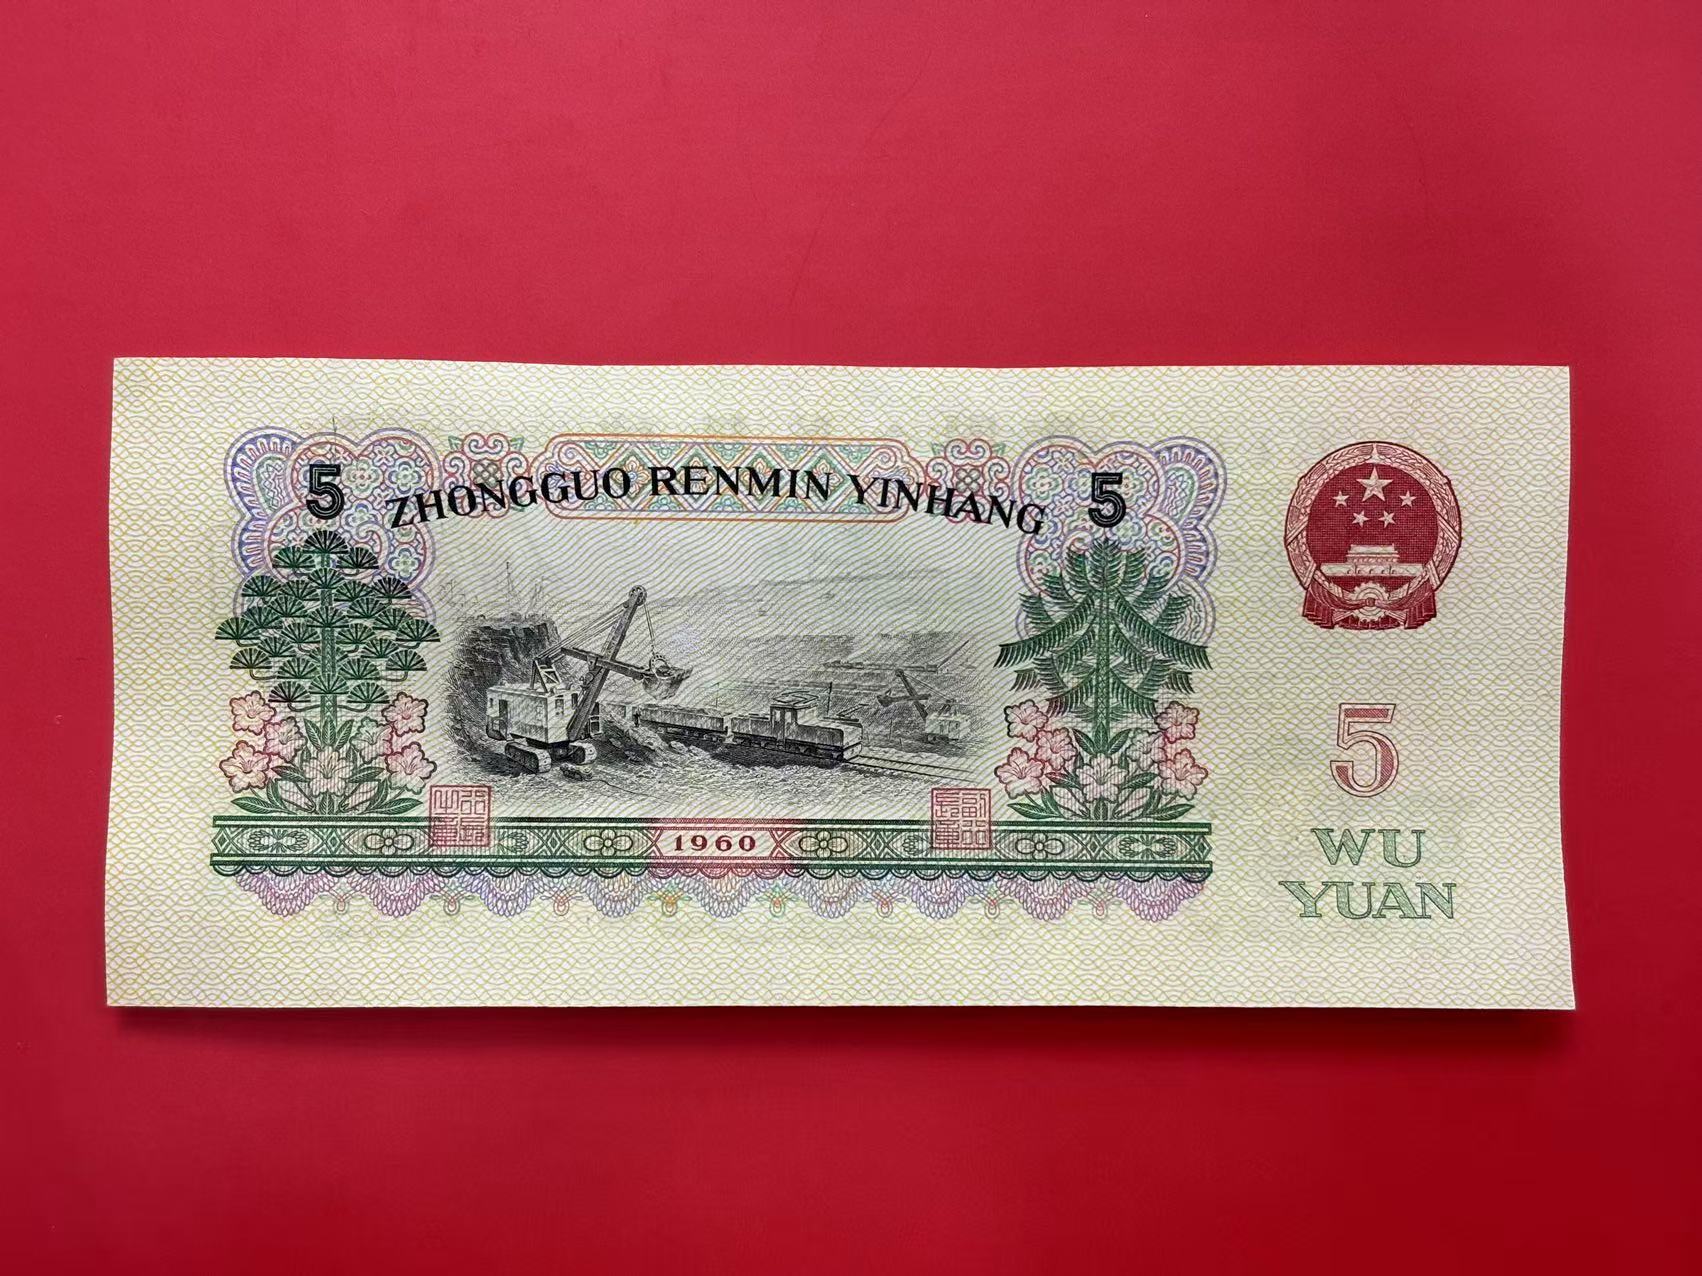 5 ZHONGGUO RENMIN YINHANG 5
1960
5
WU
YUAN